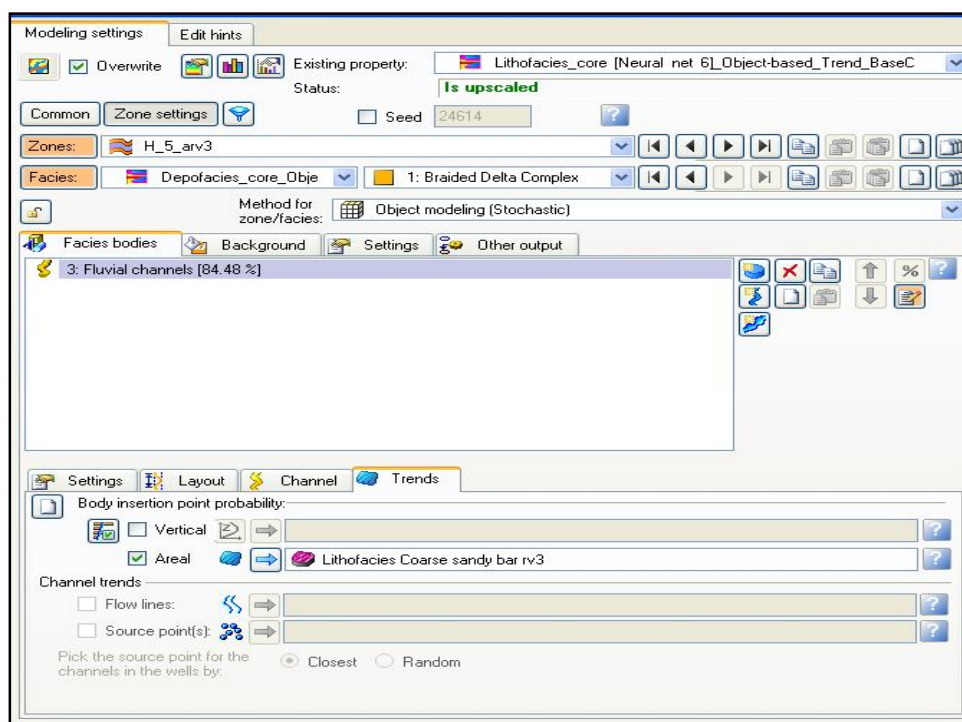 Modeling settings Edit hints
Overwrite Existing property: Lithofacies_core [Neural net 6]_Object-based_Trend_BaseC
Status: Is upscaled
Common Zone settings Seed 24614 ?
Zones: H_5_arv3
Facies: Depofacies_core_Obje 1: Braided Delta Complex
Method for
zone/facies: Object modeling (Stochastic)
Facies bodies Background Settings Other output
3: Fluvial channels [84.48 %] % ?
Settings Layout Channel Trends
Body insertion point probability:
Vertical ?
Areal Lithofacies Coarse sandy bar rv3 ?
Channel trends
Flow lines: ?
Source point(s): ?
Pick the source point for the
channels in the wells by: Closest Random